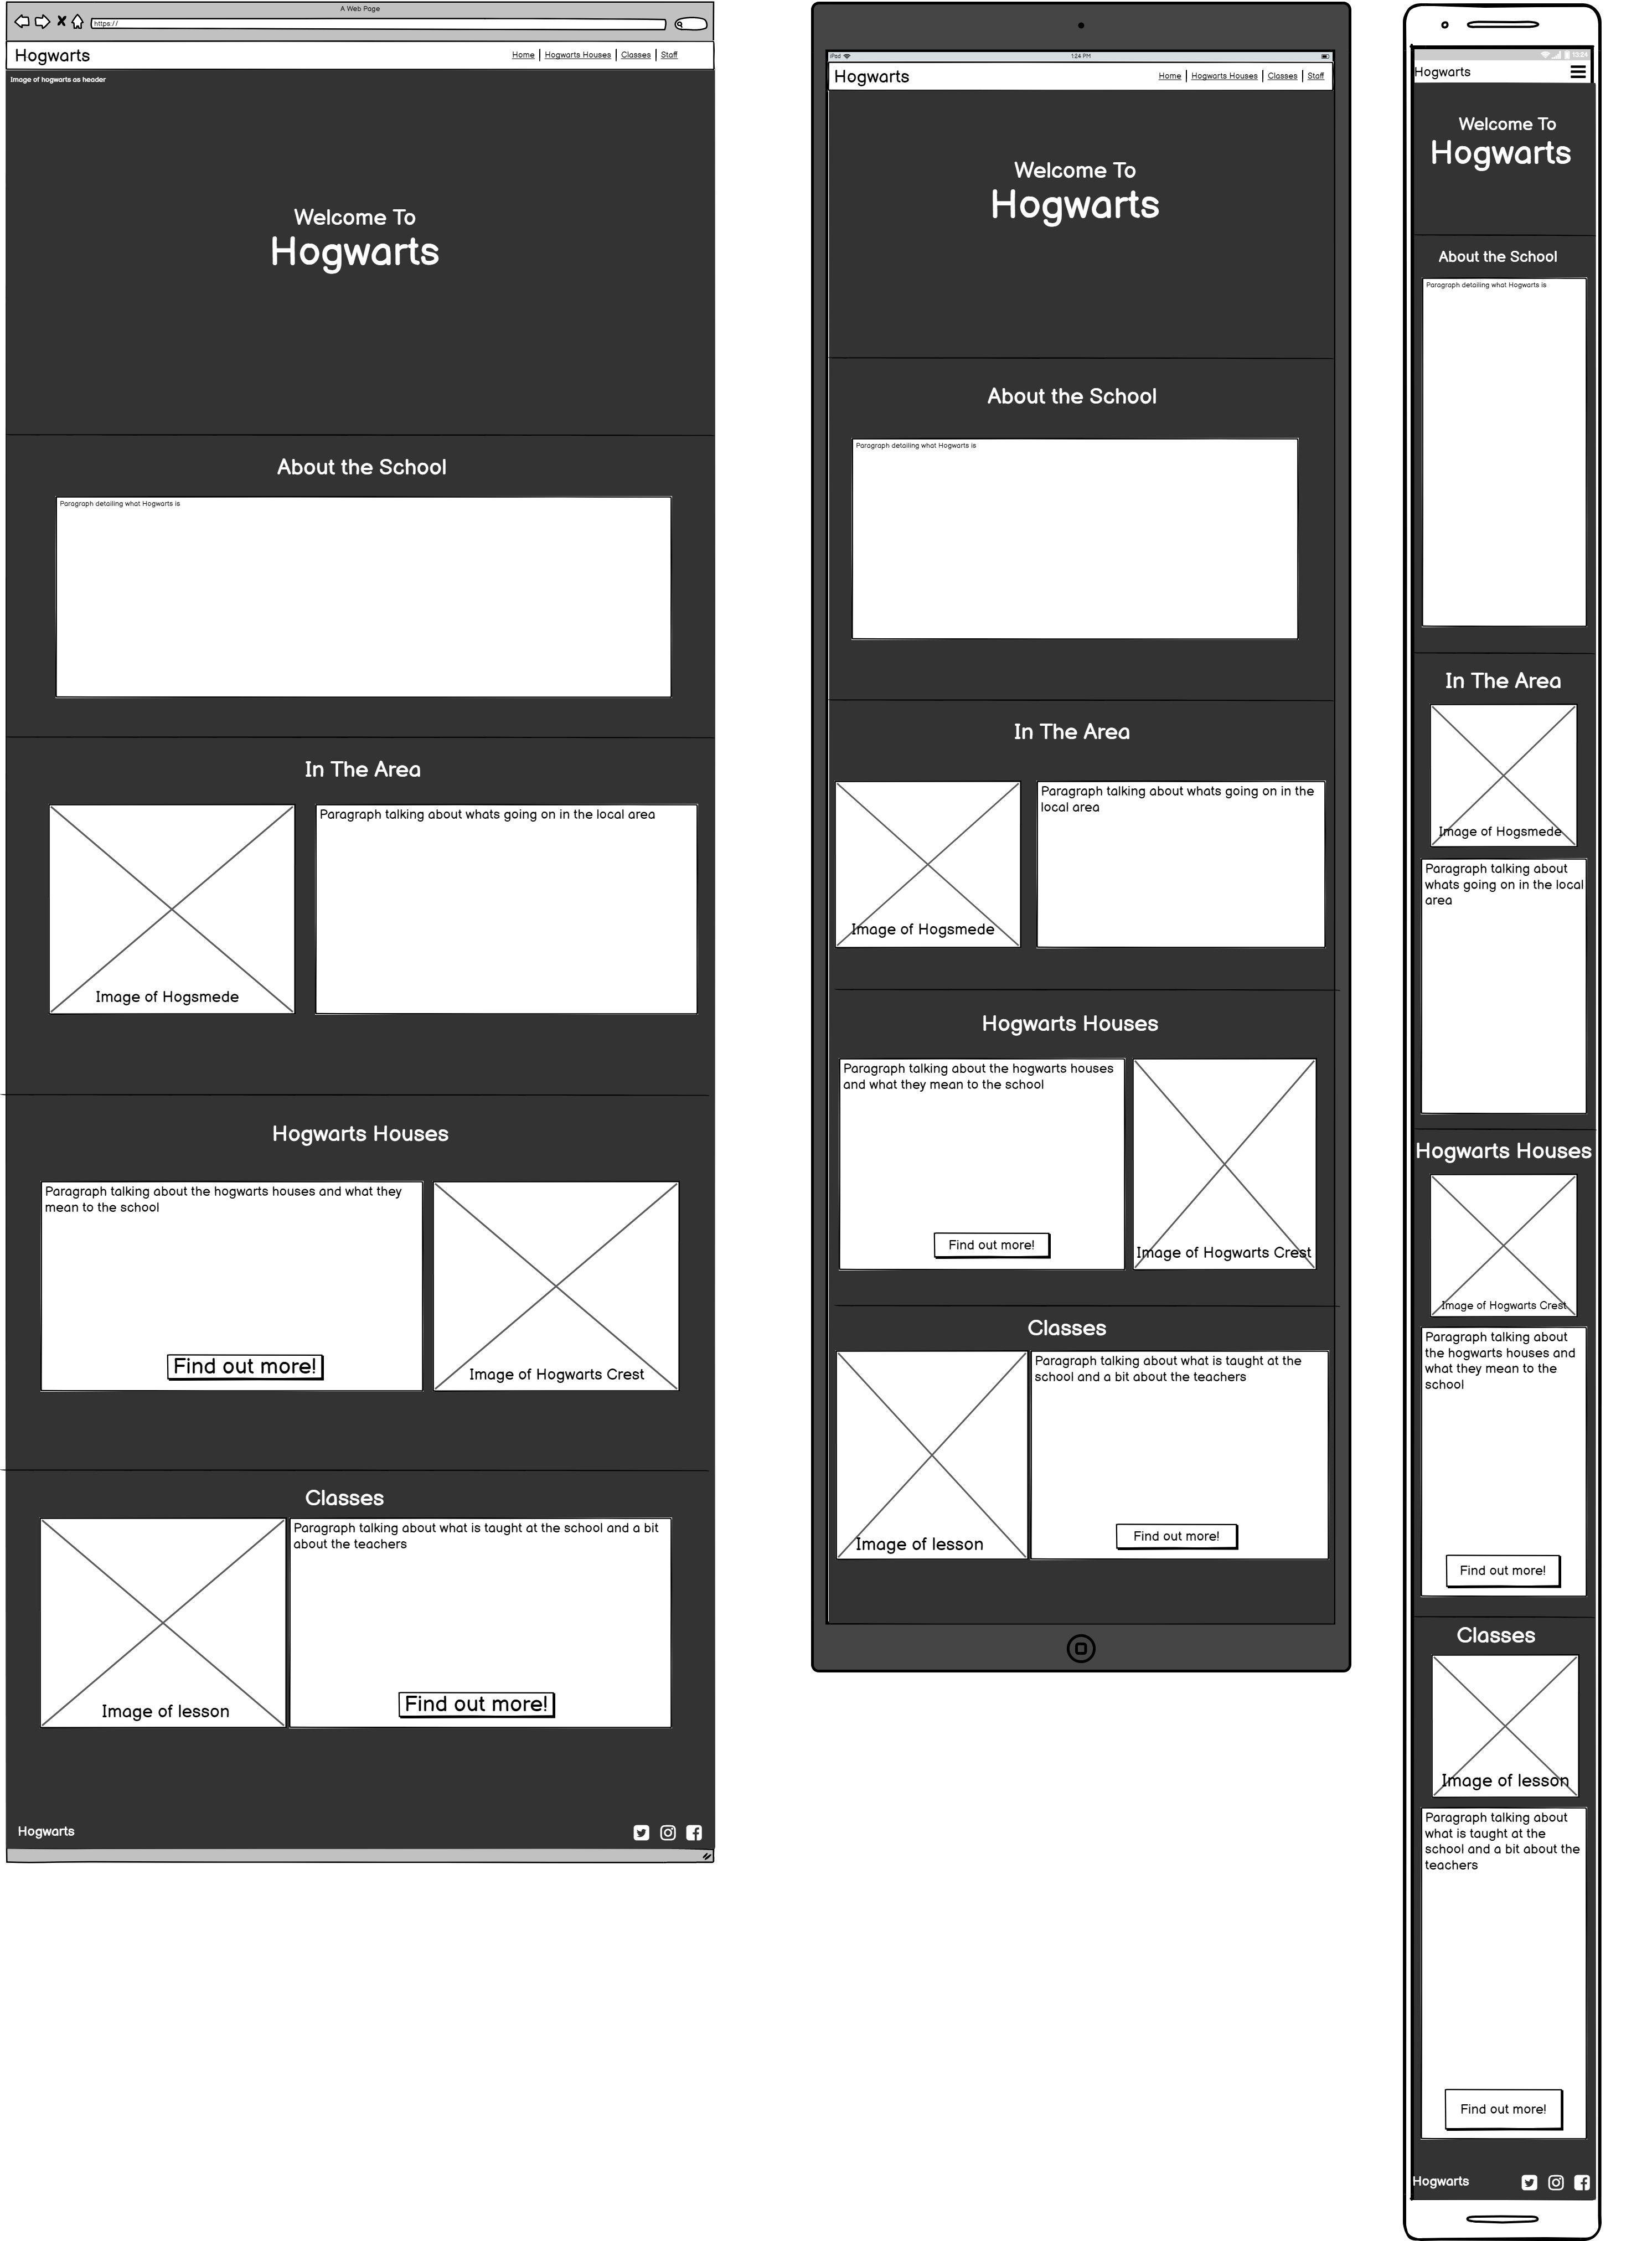 A Web Page
https://
Hogwarts
Home | Hogwarts Houses | Classes | Staff
Image of hogwarts as header
Welcome To
Hogwarts
About the School
Paragraph detailing what Hogwarts is
In The Area
Image of Hogsmede
Paragraph talking about whats going on in the local area
Hogwarts Houses
Paragraph talking about the hogwarts houses and what they
mean to the school
Find out more!
Image of Hogwarts Crest
Classes
Image of lesson
Paragraph talking about what is taught at the school and a bit
about the teachers
Find out more!
Hogwarts
iPad
1:24 PM
Hogwarts
Home | Hogwarts Houses | Classes | Staff
Welcome To
Hogwarts
About the School
Paragraph detailing what Hogwarts is
In The Area
Image of Hogsmede
Paragraph talking about whats going on in the
local area
Hogwarts Houses
Paragraph talking about the hogwarts houses
and what they mean to the school
Find out more!
Image of Hogwarts Crest
Classes
Image of lesson
Paragraph talking about what is taught at the
school and a bit about the teachers
Find out more!
Hogwarts
Welcome To
Hogwarts
About the School
Paragraph detailing what Hogwarts is
In The Area
Image of Hogsmede
Paragraph talking about
whats going on in the local
area
Hogwarts Houses
Image of Hogwarts Crest
Paragraph talking about
the hogwarts houses and
what they mean to the
school
Find out more!
Classes
Image of lesson
Paragraph talking about
what is taught at the
school and a bit about the
teachers
Find out more!
Hogwarts